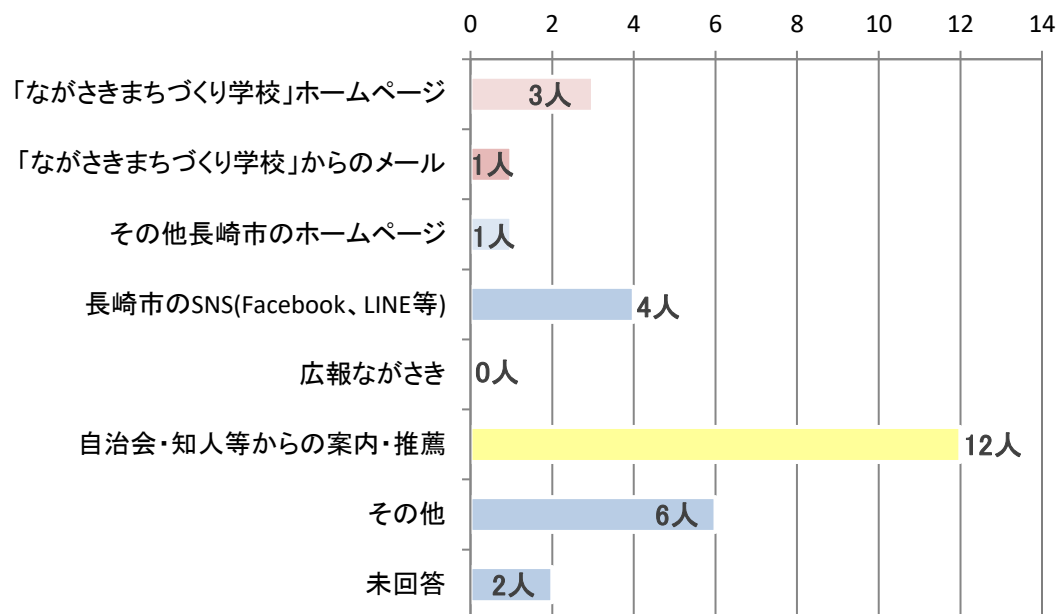 0 2 4 6 8 10 12 14
「ながさきまちづくり学校」ホームページ 3人
「ながさきまちづくり学校」からのメール 1人
その他長崎市のホームページ 1人
長崎市のSNS(Facebook、LINE等) 4人
広報ながさき 0人
自治会・知人等からの案内・推薦 12人
その他 6人
未回答 2人